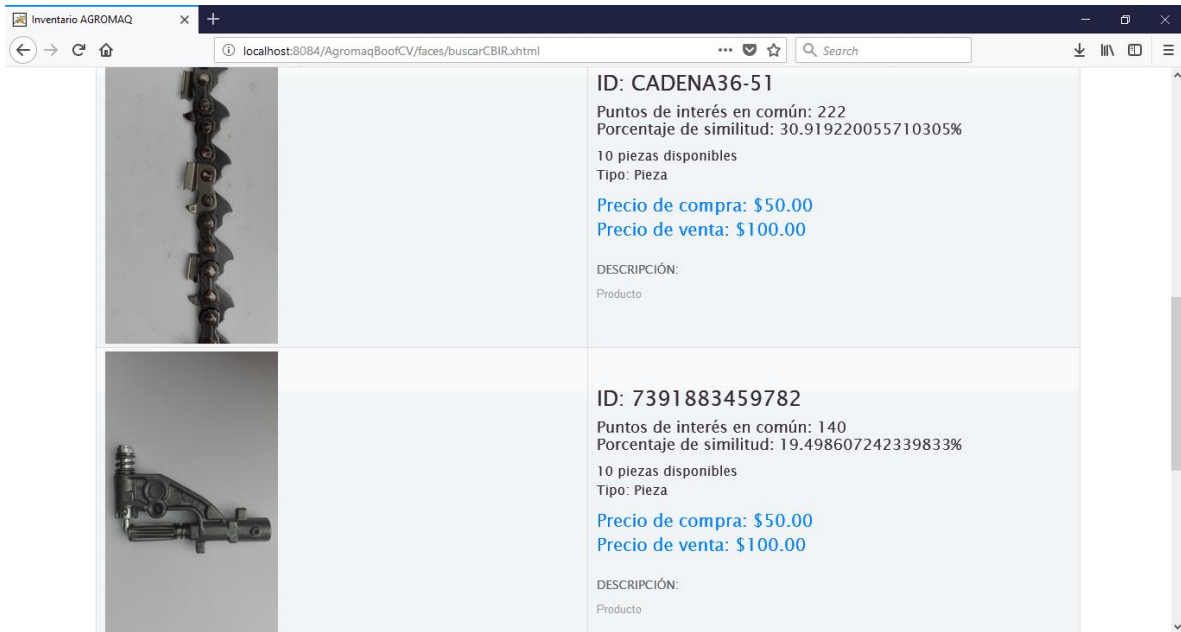 Inventario AGROMAQ
localhost:8084/AgromaqBoofCV/faces/buscarCBIR.xhtml
Search
ID: CADENA36-51
Puntos de interés en común: 222
Porcentaje de similitud: 30.919220055710305%
10 piezas disponibles
Tipo: Pieza
Precio de compra: $50.00
Precio de venta: $100.00
DESCRIPCIÓN:
Producto
ID: 7391883459782
Puntos de interés en común: 140
Porcentaje de similitud: 19.498607242339833%
10 piezas disponibles
Tipo: Pieza
Precio de compra: $50.00
Precio de venta: $100.00
DESCRIPCIÓN:
Producto